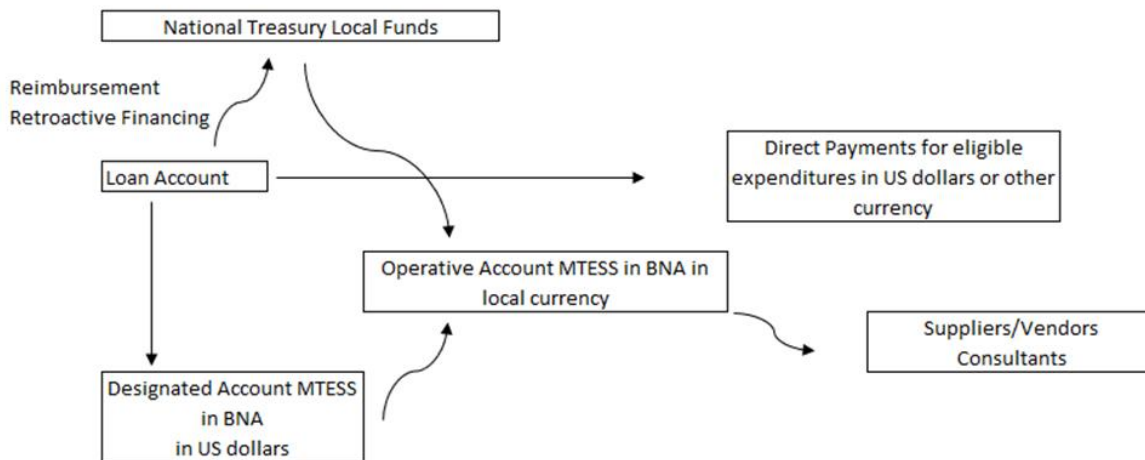 National Treasury Local Funds
Reimbursement
Retroactive Financing
Loan Account
Direct Payments for eligible
expenditures in US dollars or other
currency
Operative Account MTESS in BNA in
local currency
Suppliers/Vendors
Consultants
Designated Account MTESS
in BNA
in US dollars